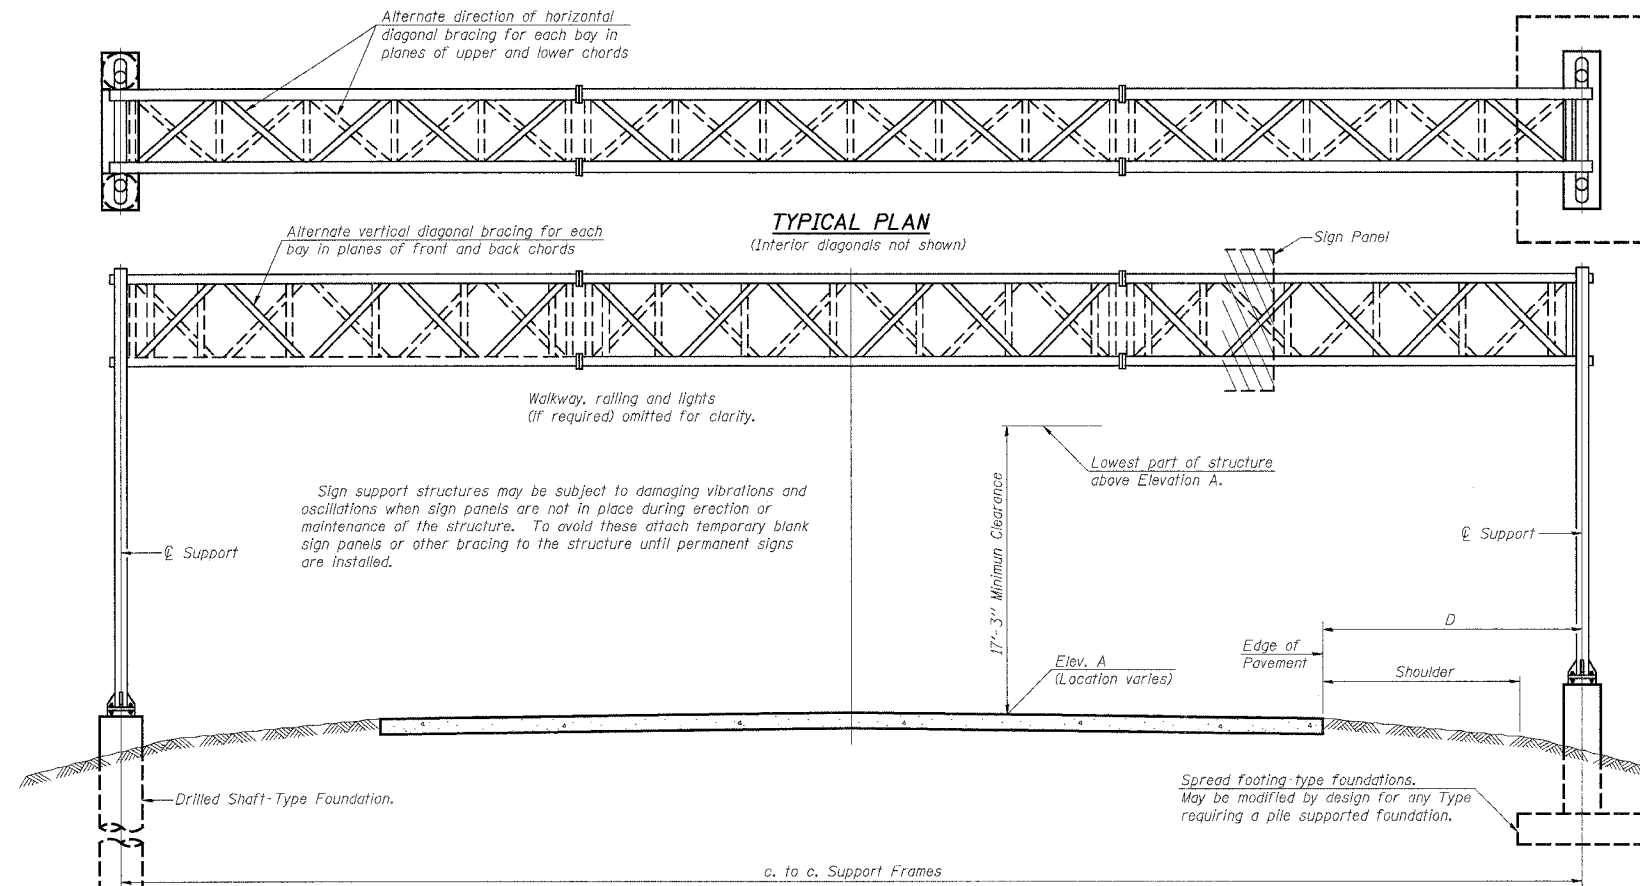 Alternate direction of horizontal
diagonal bracing for each bay in
planes of upper and lower chords
TYPICAL PLAN
(Interior diagonals not shown)
Alternate vertical diagonal bracing for each
bay in planes of front and back chords
Sign Panel
Walkway, railing and lights
(if required) omitted for clarity.
Lowest part of structure
above Elevation A.
Sign support structures may be subject to damaging vibrations and
oscillations when sign panels are not in place during erection or
maintenance of the structure. To avoid these attach temporary blank
sign panels or other bracing to the structure until permanent signs
are installed.
17'-3" Minimun Clearance
℄ Support
℄ Support
D
Edge of
Pavement
Shoulder
Elev. A
(Location varies)
Drilled Shaft-Type Foundation.
Spread footing-type foundations.
May be modified by design for any Type
requiring a pile supported foundation.
c. to c. Support Frames